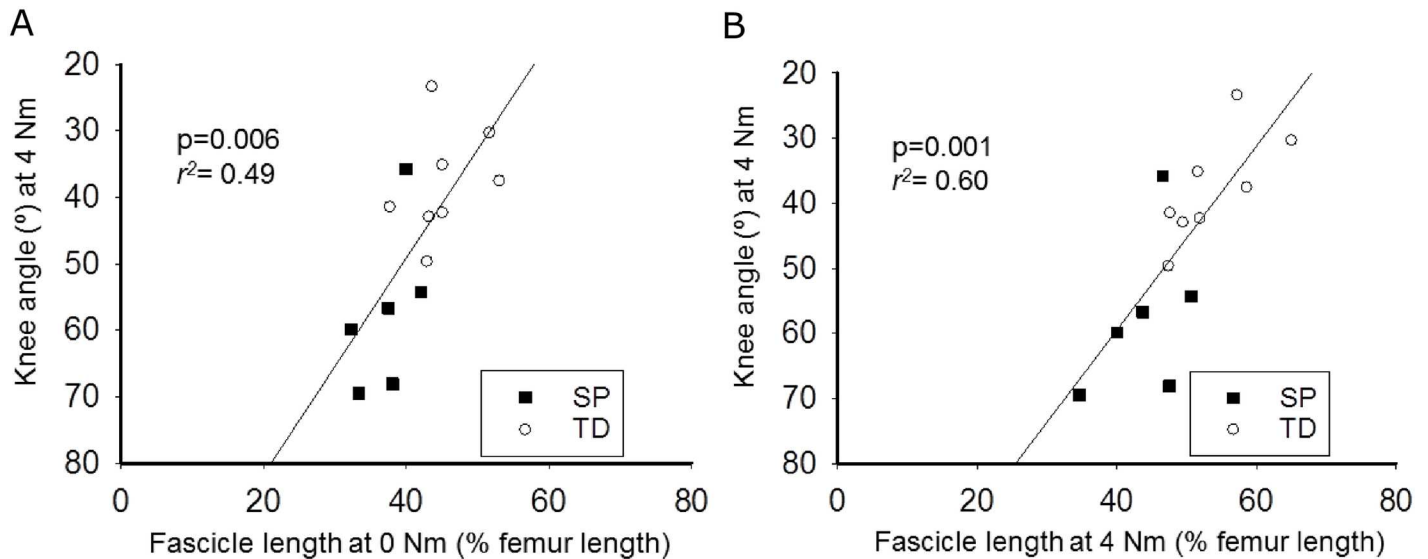 A
20
30
40
50
60
70
80
Knee angle (º) at 4 Nm
p=0.006
r²= 0.49
SP
TD
0 20 40 60 80
Fascicle length at 0 Nm (% femur length)
B
20
30
40
50
60
70
80
Knee angle (º) at 4 Nm
p=0.001
r²= 0.60
SP
TD
0 20 40 60 80
Fascicle length at 4 Nm (% femur length)